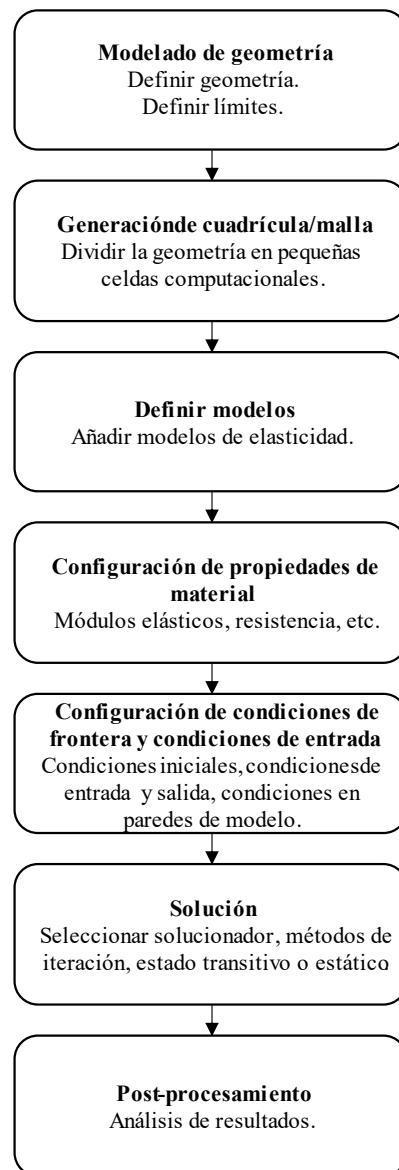 Modelado de geometría
Definir geometría.
Definir límites.
Generaciónde cuadrícula/malla
Dividir la geometría en pequeñas
celdas computacionales.
Definir modelos
Añadir modelos de elasticidad.
Configuración de propiedades de
material
Módulos elásticos, resistencia, etc.
Configuración de condiciones de
frontera y condiciones de entrada
Condiciones iniciales, condicionesde
entrada y salida, condiciones en
paredes de modelo.
Solución
Seleccionar solucionador, métodos de
iteración, estado transitivo o estático.
Post-procesamiento
Análisis de resultados.